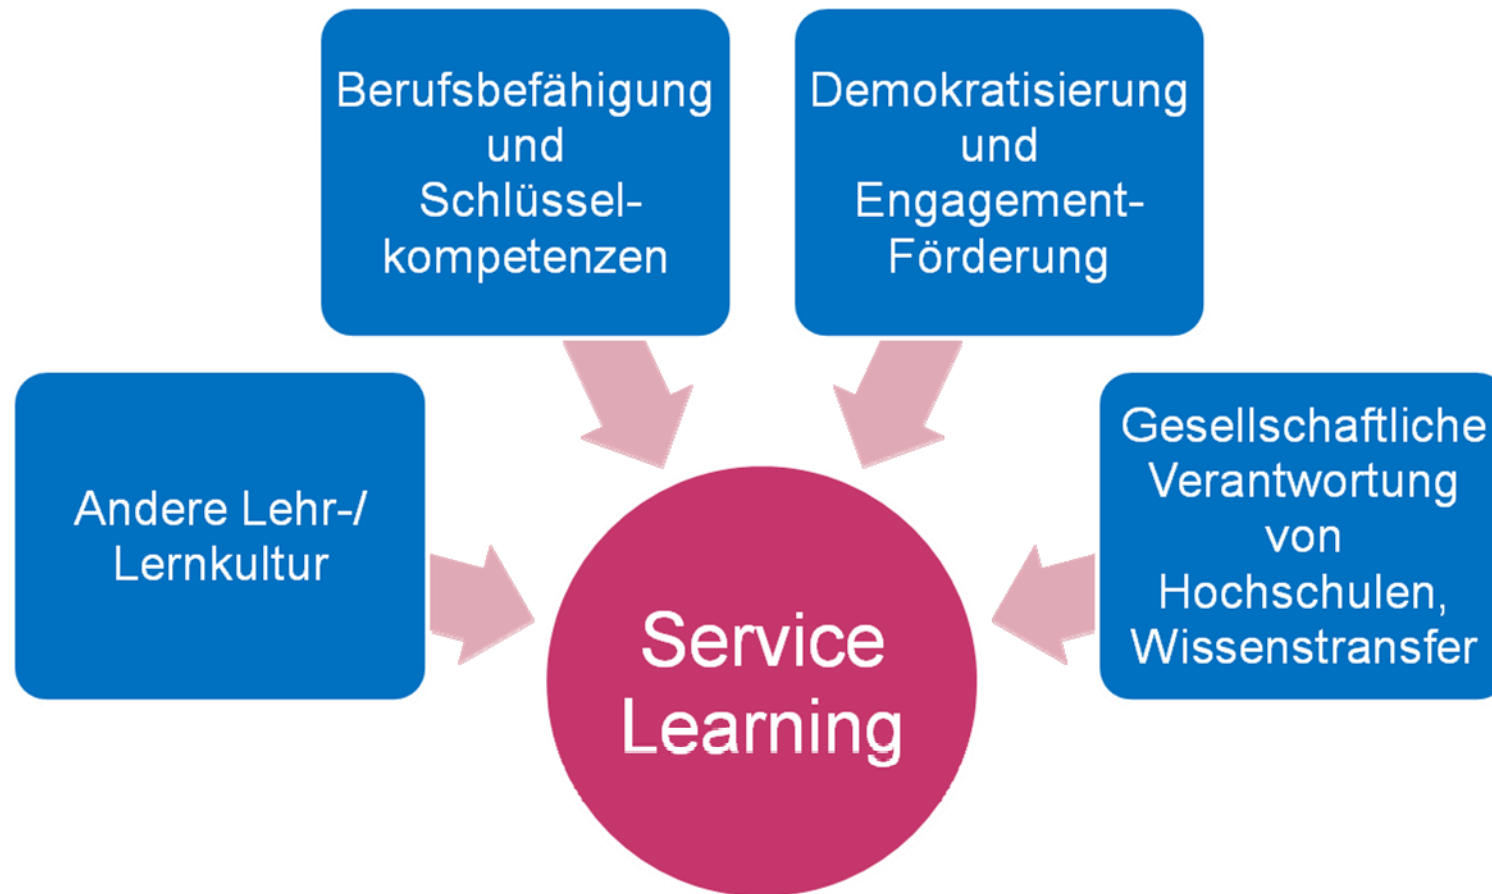 Berufsbefähigung
und
Schlüssel-
kompetenzen
Demokratisierung
und
Engagement-
Förderung
Andere Lehr-/
Lernkultur
Gesellschaftliche
Verantwortung
von
Hochschulen,
Wissenstransfer
Service
Learning